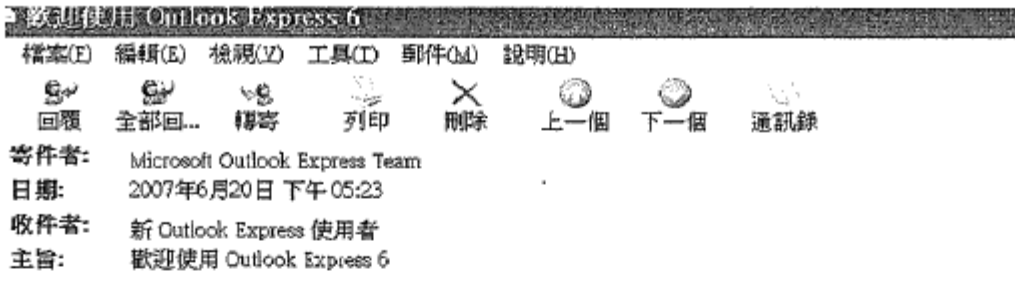 歡迎使用 Outlook Express 6
檔案(F) 編輯(E) 檢視(V) 工具(T) 郵件(M) 說明(H)
回覆 全部回... 轉寄 列印 刪除 上一個 下一個 通訊錄
寄件者: Microsoft Outlook Express Team
日期: 2007年6月20日 下午 05:23
收件者: 新 Outlook Express 使用者
主旨: 歡迎使用 Outlook Express 6